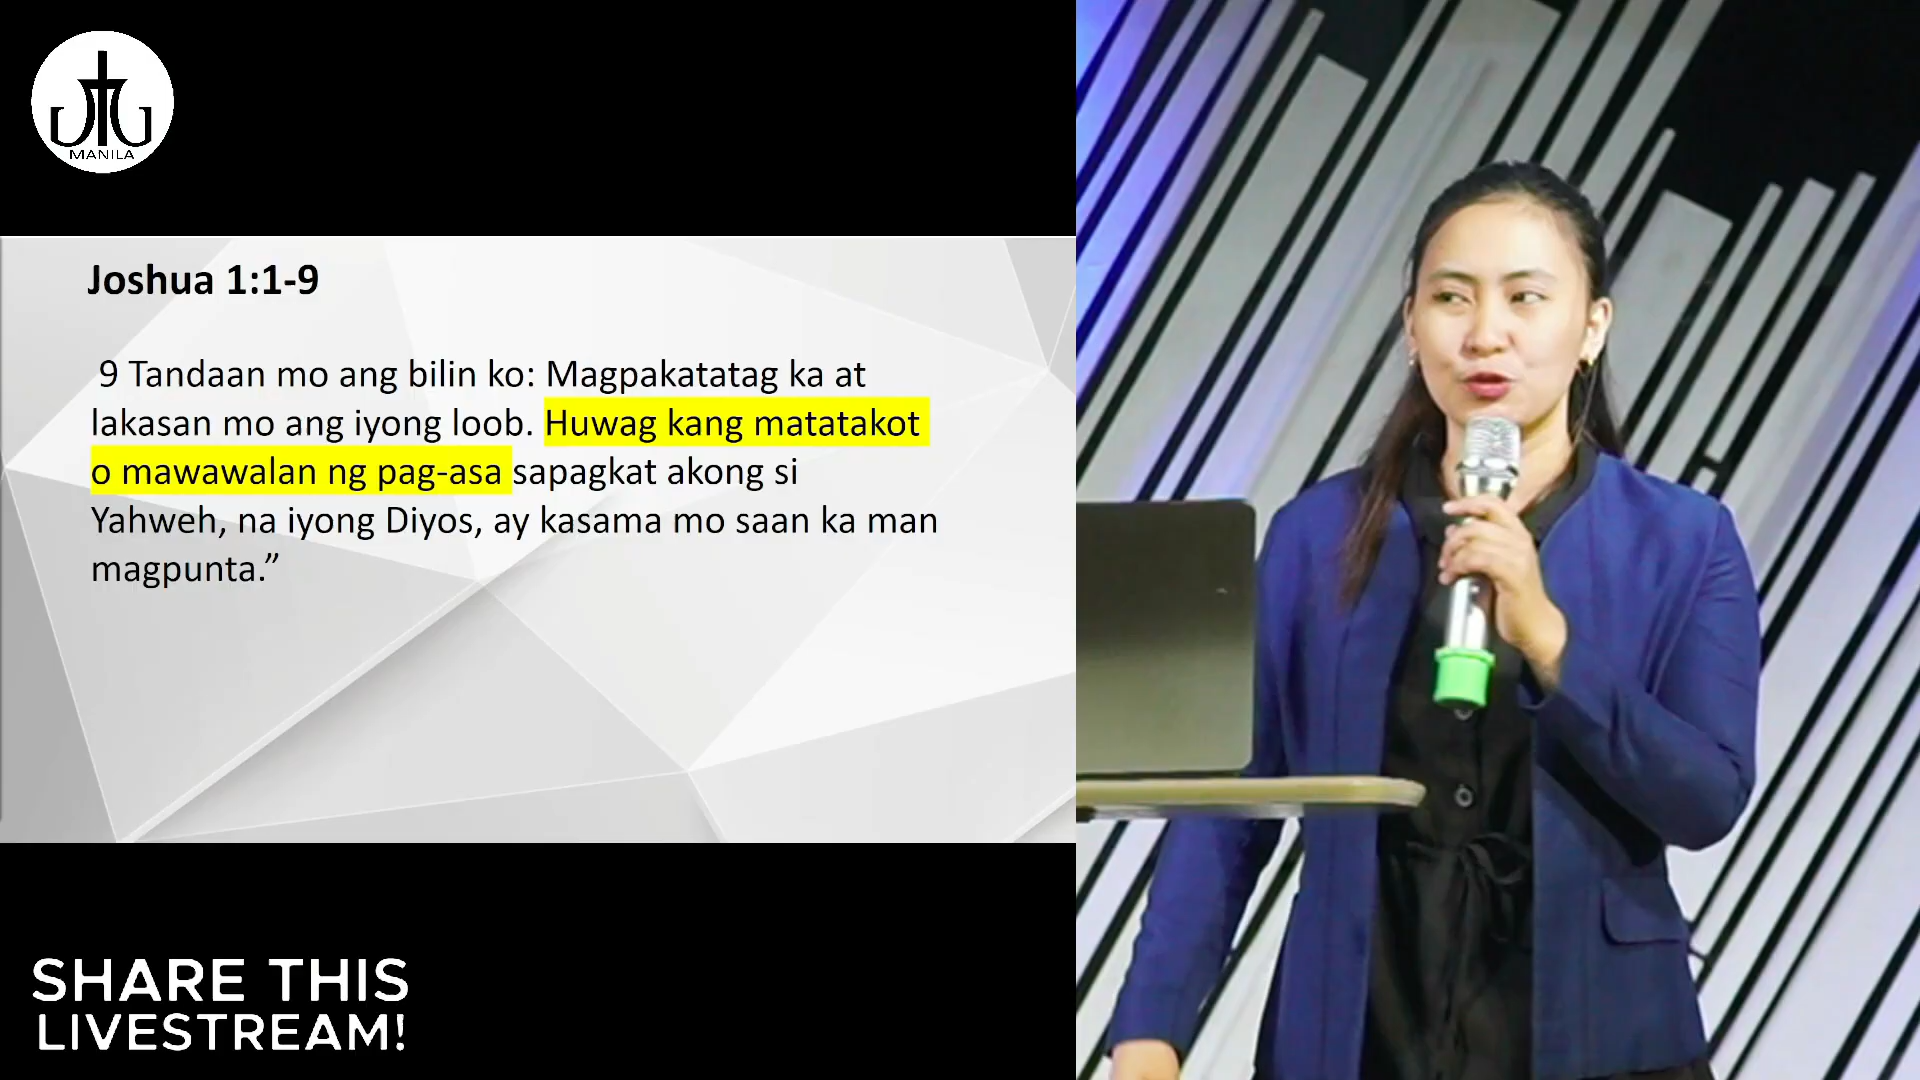 JTG
MANILA
Joshua 1:1-9
9 Tandaan mo ang bilin ko: Magpakatatag ka at
lakasan mo ang iyong loob. Huwag kang matatakot
o mawawalan ng pag-asa sapagkat akong si
Yahweh, na iyong Diyos, ay kasama mo saan ka man
magpunta.”
SHARE THIS
LIVESTREAM!